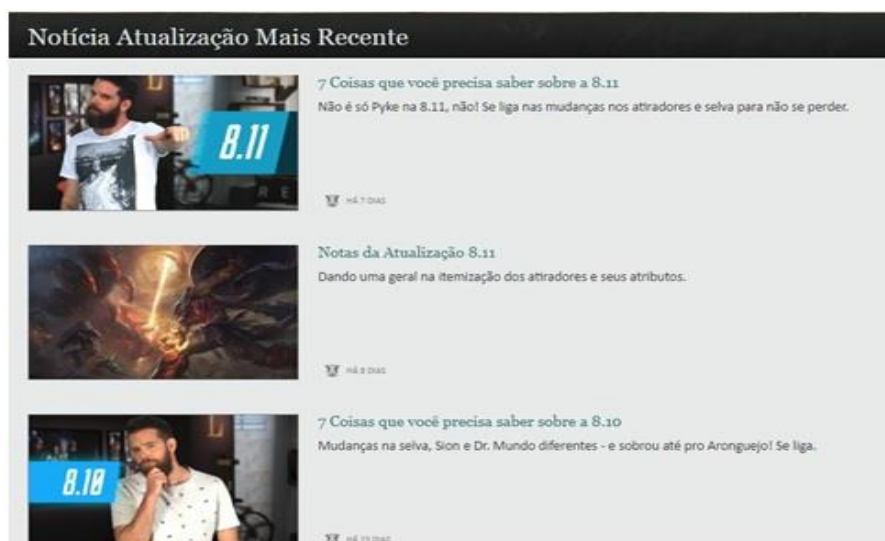 Notícia Atualização Mais Recente
7 Coisas que você precisa saber sobre a 8.11
Não é só Pyke na 8.11, não! Se liga nas mudanças nos atiradores e selva para não se perder.
8.11
R E
HÁ 7 DIAS
Notas da Atualização 8.11
Dando uma geral na itemização dos atiradores e seus atributos.
HÁ 8 DIAS
7 Coisas que você precisa saber sobre a 8.10
Mudanças na selva, Sion e Dr. Mundo diferentes - e sobrou até pro Aronguejo! Se liga.
8.10